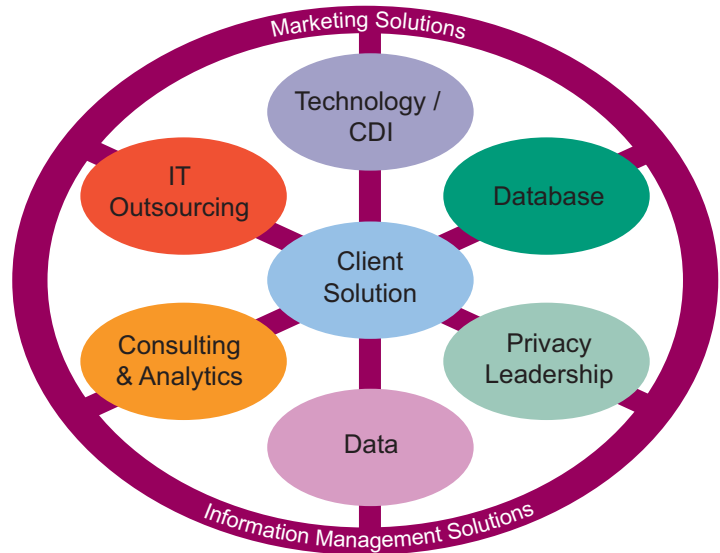 Marketing Solutions
Technology /
CDI
IT
Outsourcing
Database
Client
Solution
Consulting
& Analytics
Privacy
Leadership
Data
Information Management Solutions